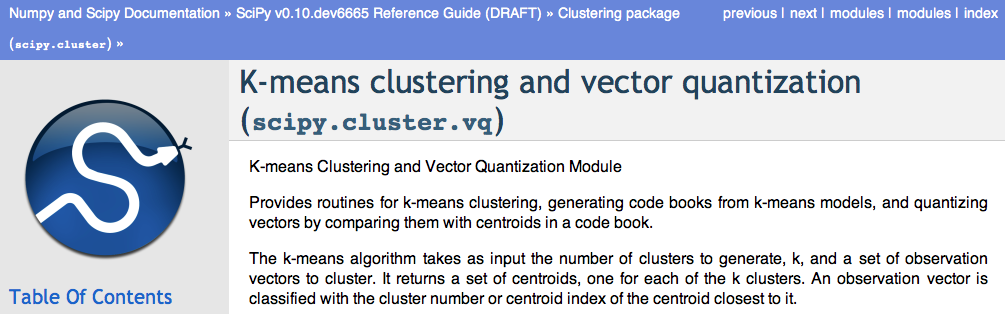 Numpy and Scipy Documentation » SciPy v0.10.dev6665 Reference Guide (DRAFT) » Clustering package previous | next | modules | modules | index
(scipy.cluster) »
K-means clustering and vector quantization
(scipy.cluster.vq)
K-means Clustering and Vector Quantization Module
Provides routines for k-means clustering, generating code books from k-means models, and quantizing
vectors by comparing them with centroids in a code book.
The k-means algorithm takes as input the number of clusters to generate, k, and a set of observation
vectors to cluster. It returns a set of centroids, one for each of the k clusters. An observation vector is
classified with the cluster number or centroid index of the centroid closest to it.
Table Of Contents